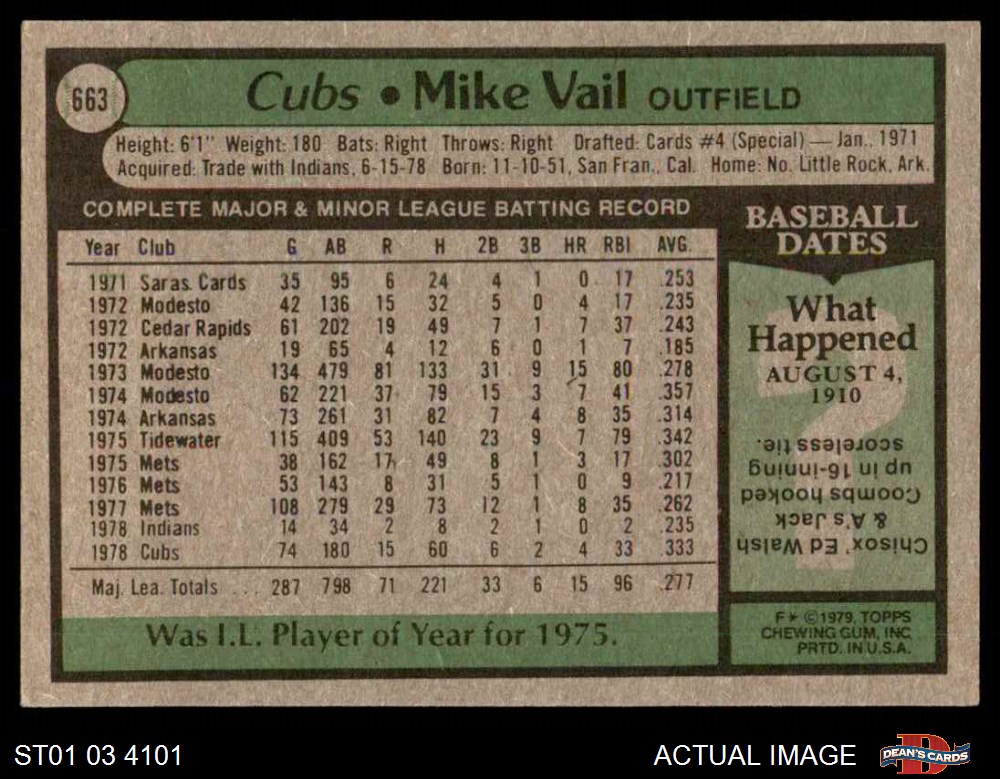 663
Cubs • Mike Vail OUTFIELD
Height: 6'1" Weight: 180 Bats: Right Throws: Right Drafted: Cards #4 (Special) — Jan., 1971
Acquired: Trade with Indians, 6-15-78 Born: 11-10-51, San Fran., Cal. Home: No. Little Rock, Ark.
COMPLETE MAJOR & MINOR LEAGUE BATTING RECORD
Year Club G AB R H 2B 3B HR RBI AVG.
1971 Saras. Cards 35 95 6 24 4 1 0 17 .253
1972 Modesto 42 136 15 32 5 0 4 17 .235
1972 Cedar Rapids 61 202 19 49 7 1 7 37 .243
1972 Arkansas 19 65 4 12 6 0 1 7 .185
1973 Modesto 134 479 81 133 31 9 15 80 .278
1974 Modesto 62 221 37 79 15 3 7 41 .357
1974 Arkansas 73 261 31 82 7 4 8 35 .314
1975 Tidewater 115 409 53 140 23 9 7 79 .342
1975 Mets 38 162 17 49 8 1 3 17 .302
1976 Mets 53 143 8 31 5 1 0 9 .217
1977 Mets 108 279 29 73 12 1 8 35 .262
1978 Indians 14 34 2 8 2 1 0 2 .235
1978 Cubs 74 180 15 60 6 2 4 33 .333
Maj. Lea. Totals ... 287 798 71 221 33 6 15 96 .277
Was I.L. Player of Year for 1975.
BASEBALL
DATES
What
Happened
AUGUST 4,
1910
Chisox' Ed Walsh
& A's Jack
Coombs hooked
up in 16-inning
scoreless tie.
F* ©1979, TOPPS
CHEWING GUM, INC.
PRTD. IN U.S.A.
ST01 03 4101
ACTUAL IMAGE
DEAN'S CARDS